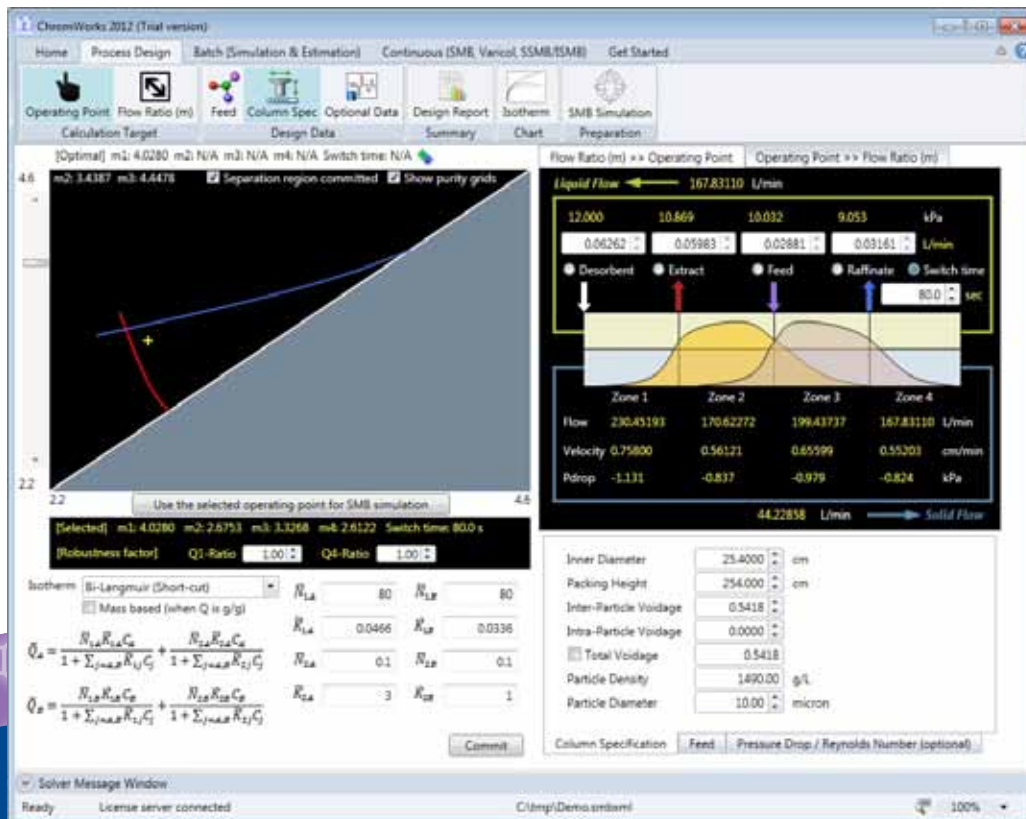 ChromWorks 2012 (Trial version)
Home Process Design Batch (Simulation & Estimation) Continuous (SMB, Varicol, SSMB/ISMB) Get Started
Operating Point Flow Ratio (m) Feed Column Spec Optional Data Design Report Isotherm SMB Simulation
Calculation Target Design Data Summary Chart Preparation
[Optimal] m1: 4.0280 m2: N/A m3: N/A m4: N/A Switch time: N/A
Flow Ratio (m) >> Operating Point Operating Point >> Flow Ratio (m)
4.6
m2: 3.4387 m3: 4.4478 Separation region committed Show purity grids
Liquid Flow 167.83110 L/min
12.000 10.869 10.032 9.053 kPa
0.06262 0.05983 0.02881 0.03161 L/min
Desorbent Extract Feed Raffinate Switch time
80.0 sec
Zone 1 Zone 2 Zone 3 Zone 4
Flow 230.45193 170.62272 199.43737 167.83110 L/min
Velocity 0.75800 0.56121 0.65599 0.55203 cm/min
Pdrop -1.131 -0.837 -0.979 -0.824 kPa
44.22858 L/min Solid Flow
2.2
2.2 4.6
Use the selected operating point for SMB simulation
[Selected] m1: 4.0280 m2: 2.6753 m3: 3.3268 m4: 2.6122 Switch time: 80.0 s
[Robustness factor] Q1-Ratio 1.00 Q4-Ratio 1.00
Isotherm Bi-Langmuir (Short-cut)
Mass based (when Q is g/g)
N̄1,A 80 N̄1,B 80
K̄1,A 0.0466 K̄1,B 0.0336
N̄2,A 0.1 N̄2,B 0.1
K̄2,A 3 K̄2,B 1
Commit
Inner Diameter 25.4000 cm
Packing Height 254.000 cm
Inter-Particle Voidage 0.5418
Intra-Particle Voidage 0.0000
Total Voidage 0.5418
Particle Density 1490.00 g/L
Particle Diameter 10.00 micron
Column Specification Feed Pressure Drop / Reynolds Number (optional)
Solver Message Window
Ready License server connected C:\tmp\Demo.smbxml 100%